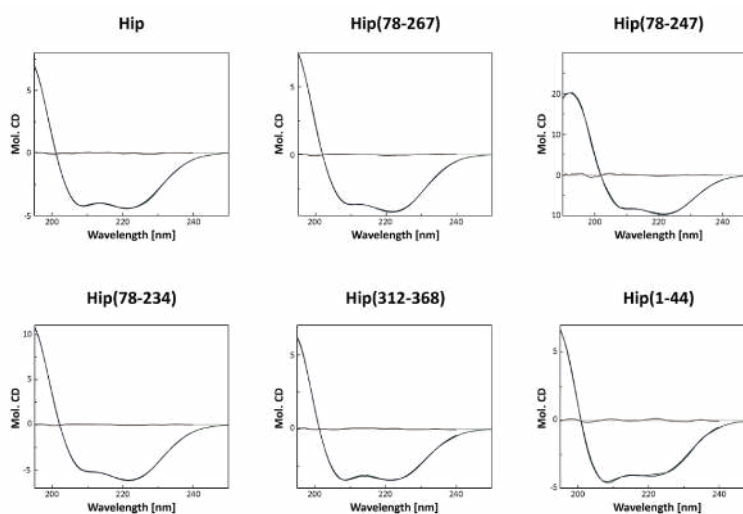 Hip
Hip(78-267)
Hip(78-247)
Mol. CD
5
0
-5
200
220
240
Wavelength [nm]
Mol. CD
5
0
200
220
240
Wavelength [nm]
Mol. CD
20
10
0
10
200
220
240
Wavelength [nm]
Hip(78-234)
Hip(312-368)
Hip(1-44)
Mol. CD
10
5
0
-5
200
220
240
Wavelength [nm]
Mol. CD
5
0
200
220
240
Wavelength [nm]
Mol. CD
5
0
-5
200
220
240
Wavelength [nm]